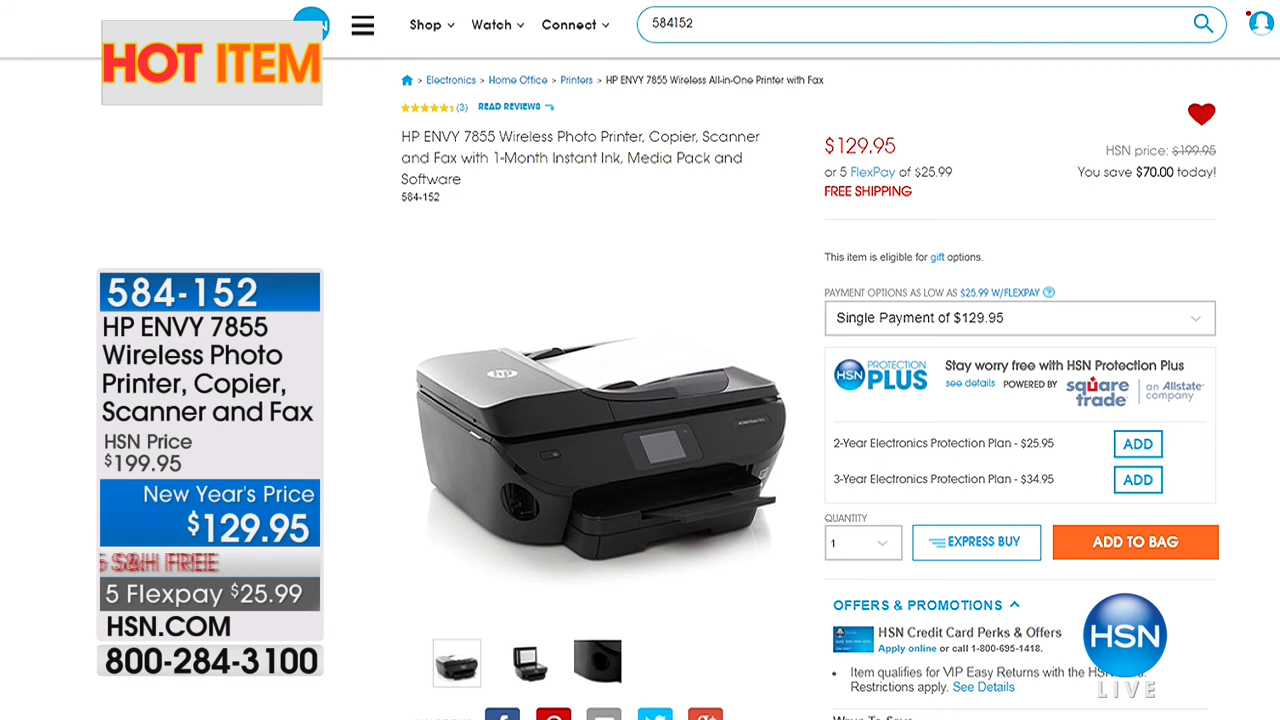 HOT ITEM
Shop Watch Connect
584152
Electronics > Home Office > Printers > HP ENVY 7855 Wireless All-in-One Printer with Fax
(3) READ REVIEWS
HP ENVY 7855 Wireless Photo Printer, Copier, Scanner
and Fax with 1-Month Instant Ink, Media Pack and
Software
584-152
$129.95
HSN price: $199.95
or 5 FlexPay of $25.99
You save $70.00 today!
FREE SHIPPING
This item is eligible for gift options.
PAYMENT OPTIONS AS LOW AS $25.99 W/FLEXPAY ?
Single Payment of $129.95
HSN PROTECTION PLUS
Stay worry free with HSN Protection Plus
see details POWERED BY square trade an Allstate company
2-Year Electronics Protection Plan - $25.95
ADD
3-Year Electronics Protection Plan - $34.95
ADD
QUANTITY
1
EXPRESS BUY
ADD TO BAG
OFFERS & PROMOTIONS
HSN Credit Card Perks & Offers
Apply online or call 1-800-695-1418.
Item qualifies for VIP Easy Returns with the
Restrictions apply. See Details
584-152
HP ENVY 7855
Wireless Photo
Printer, Copier,
Scanner and Fax
HSN Price
$199.95
New Year's Price
$129.95
S&H FREE
5 Flexpay $25.99
HSN.COM
800-284-3100
hp
HSN
LIVE